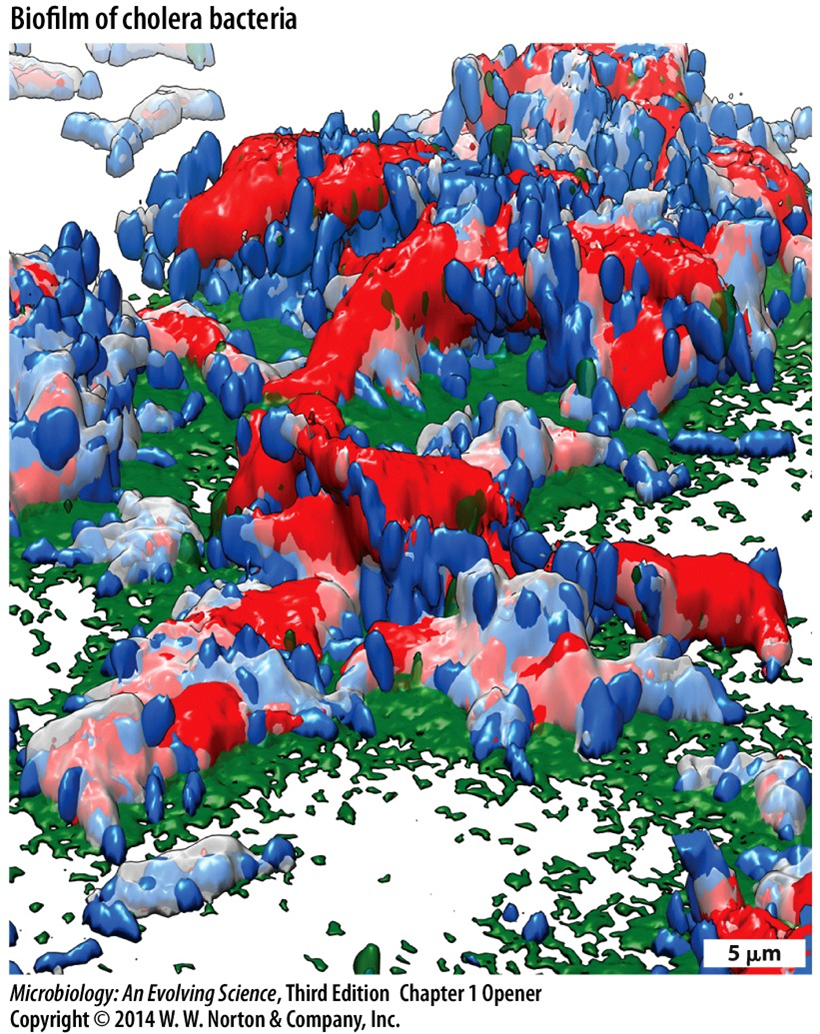 Biofilm of cholera bacteria
5 μm
Microbiology: An Evolving Science, Third Edition Chapter 1 Opener
Copyright © 2014 W. W. Norton & Company, Inc.